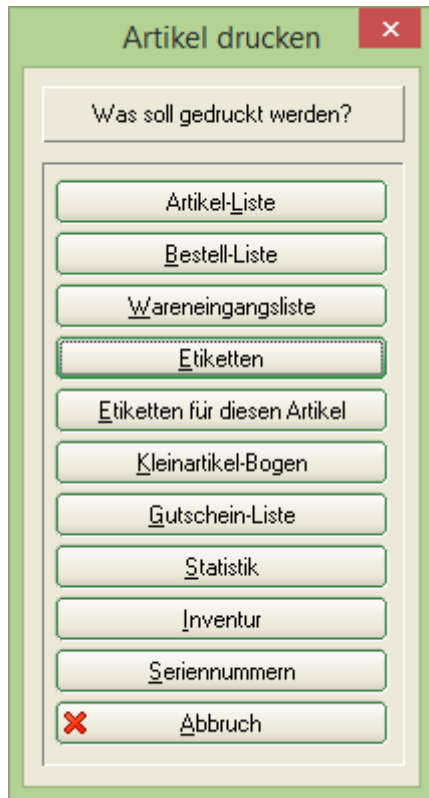 Artikel drucken
Was soll gedruckt werden?
Artikel-Liste
Bestell-Liste
Wareneingangsliste
Etiketten
Etiketten für diesen Artikel
Kleinartikel-Bogen
Gutschein-Liste
Statistik
Inventur
Seriennummern
Abbruch